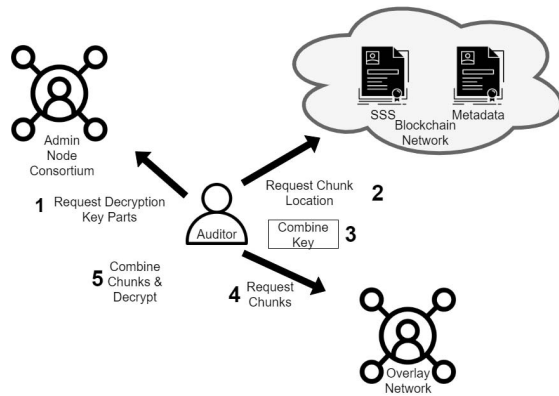 SSS
Metadata
Blockchain
Network
Admin
Node
Consortium
1
Request Decryption
Key Parts
Request Chunk
Location
2
Auditor
Combine
Key
3
5
Combine
Chunks &
Decrypt
4
Request
Chunks
Overlay
Network